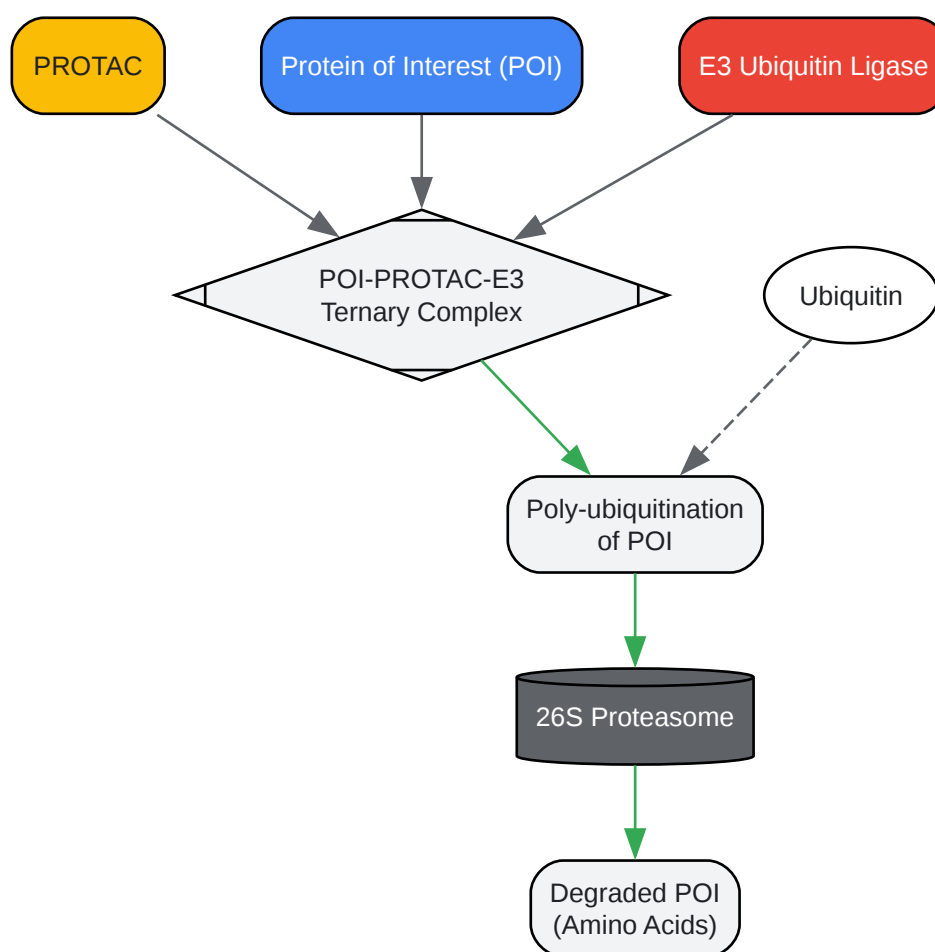 PROTAC
Protein of Interest (POI)
E3 Ubiquitin Ligase
POI-PROTAC-E3
Ternary Complex
Ubiquitin
Poly-ubiquitination
of POI
26S Proteasome
Degraded POI
(Amino Acids)